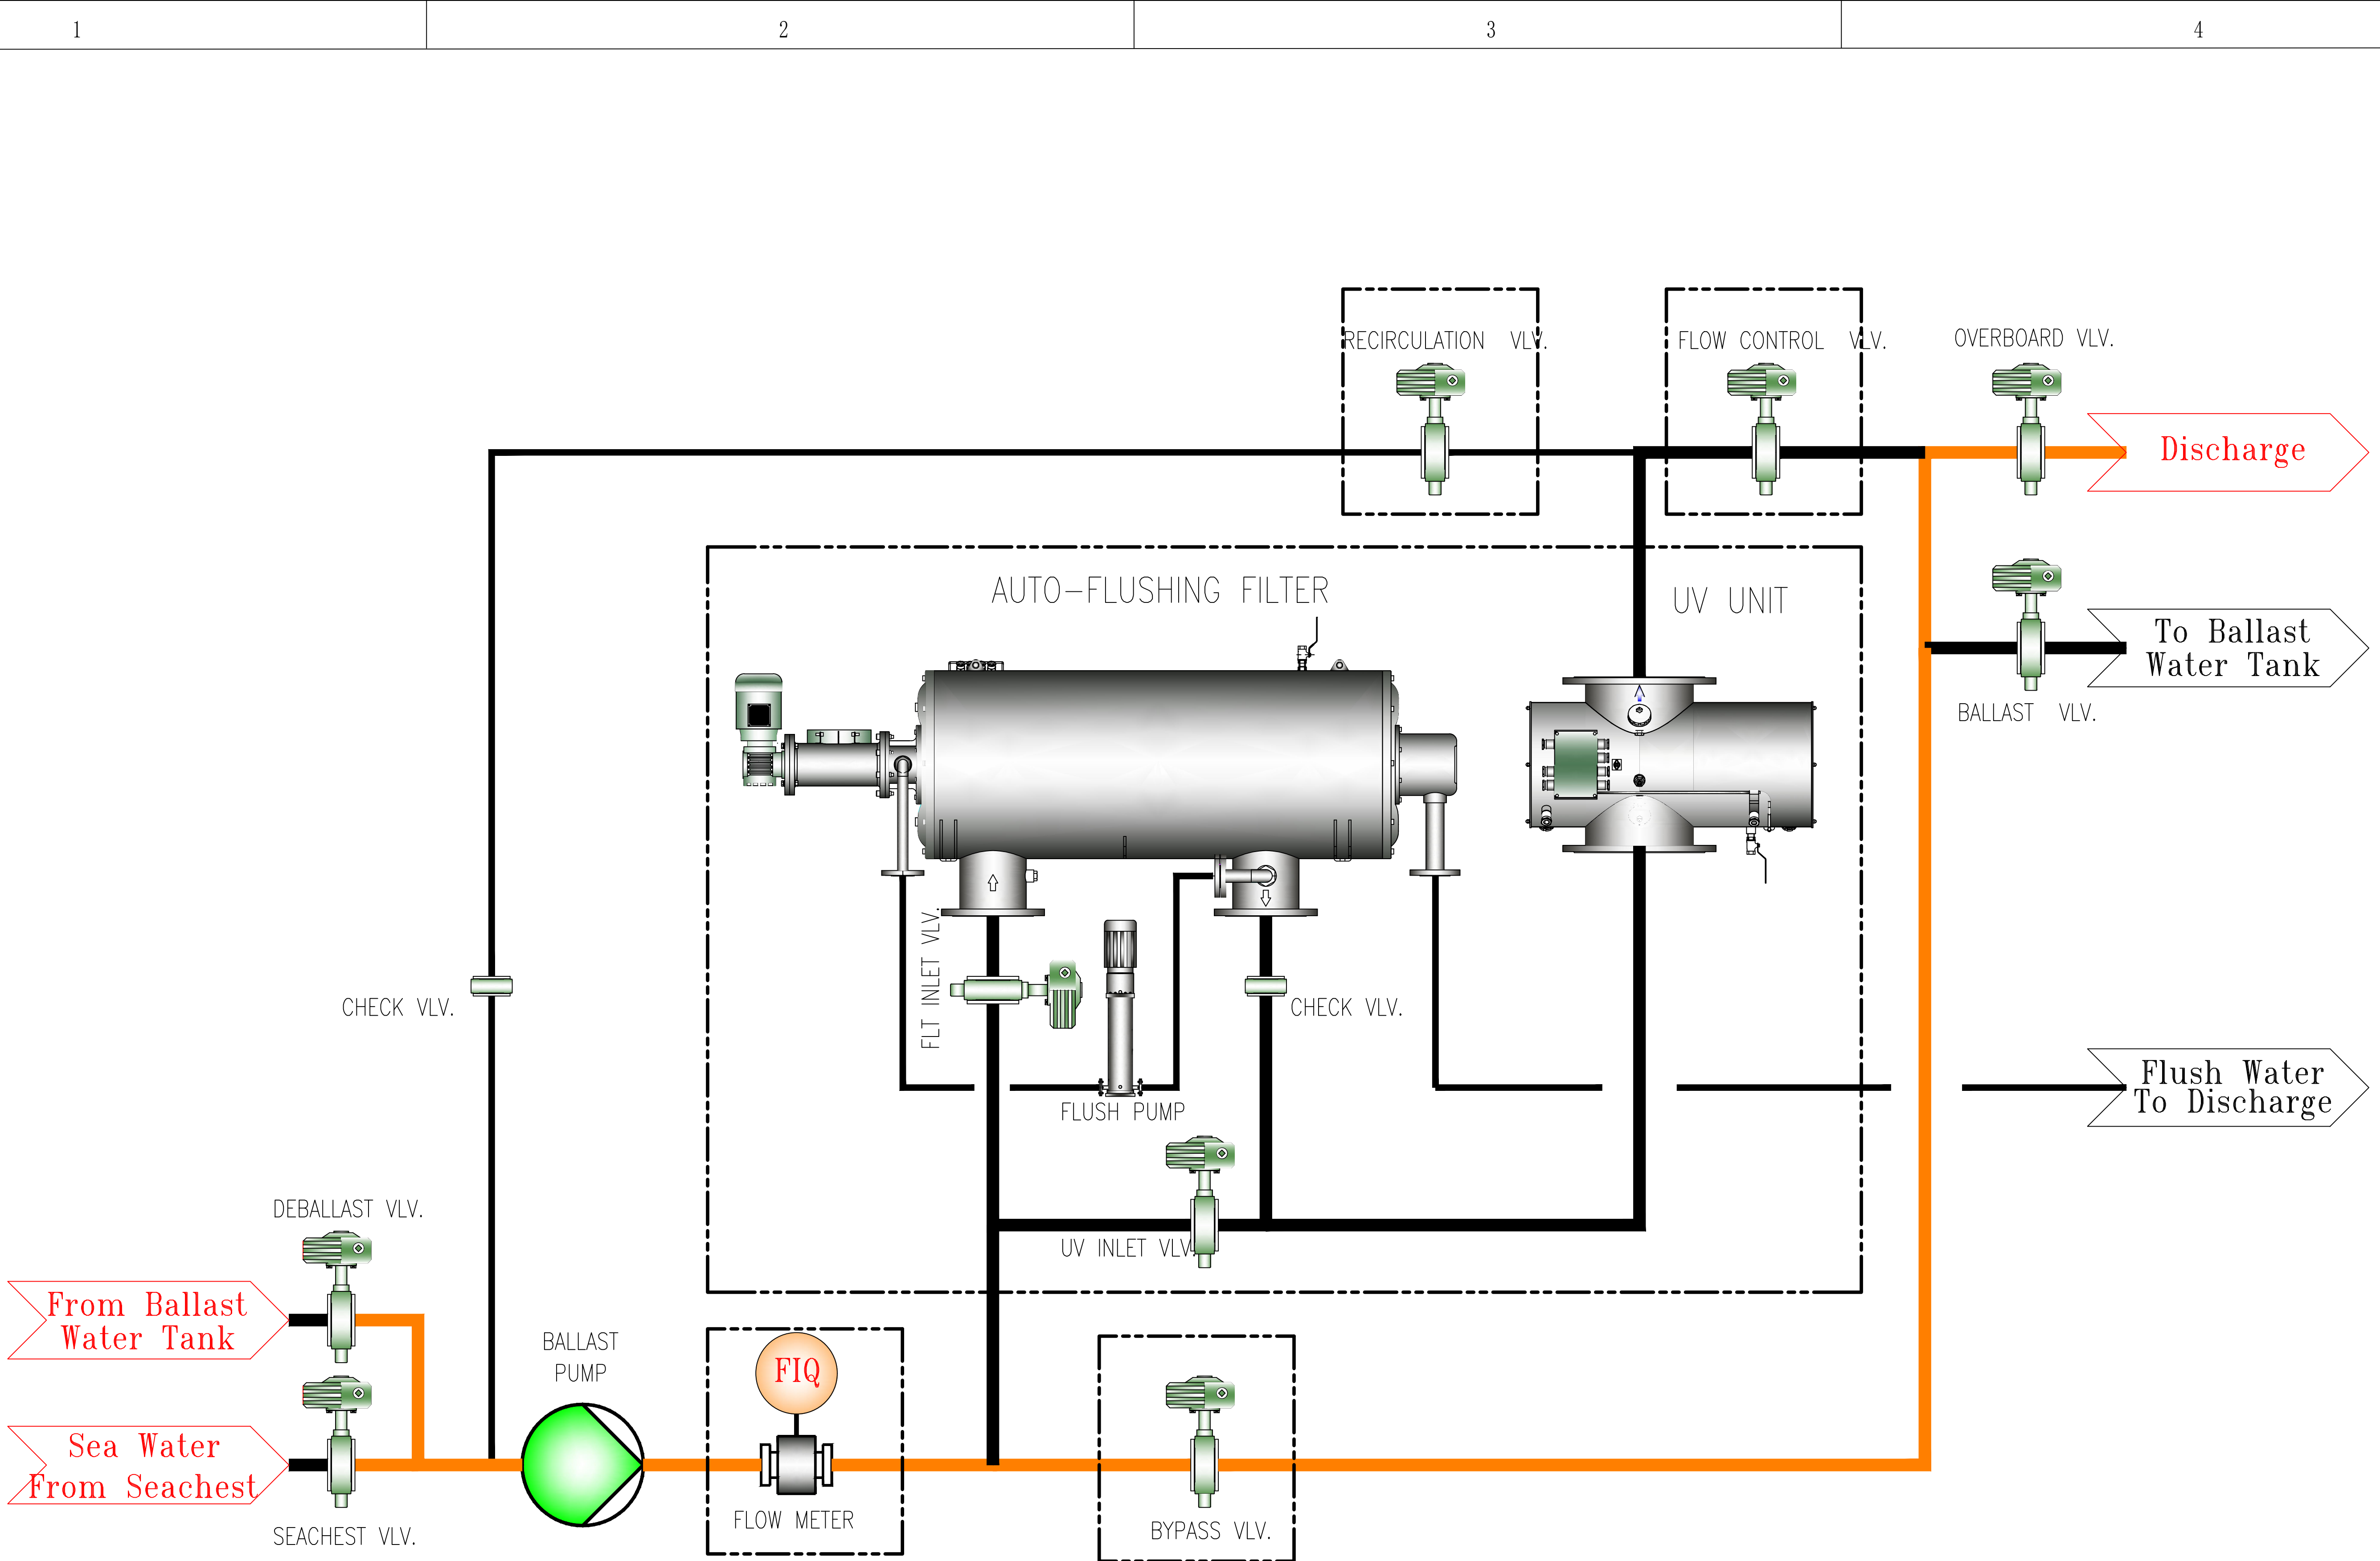 1
2
3
4
RECIRCULATION VLV.
FLOW CONTROL VLV.
OVERBOARD VLV.
Discharge
AUTO-FLUSHING FILTER
UV UNIT
To Ballast
Water Tank
BALLAST VLV.
FLT INLET VLV.
CHECK VLV.
CHECK VLV.
FLUSH PUMP
Flush Water
To Discharge
DEBALLAST VLV.
UV INLET VLV.
From Ballast
Water Tank
BALLAST
PUMP
FIQ
Sea Water
From Seachest
FLOW METER
BYPASS VLV.
SEACHEST VLV.